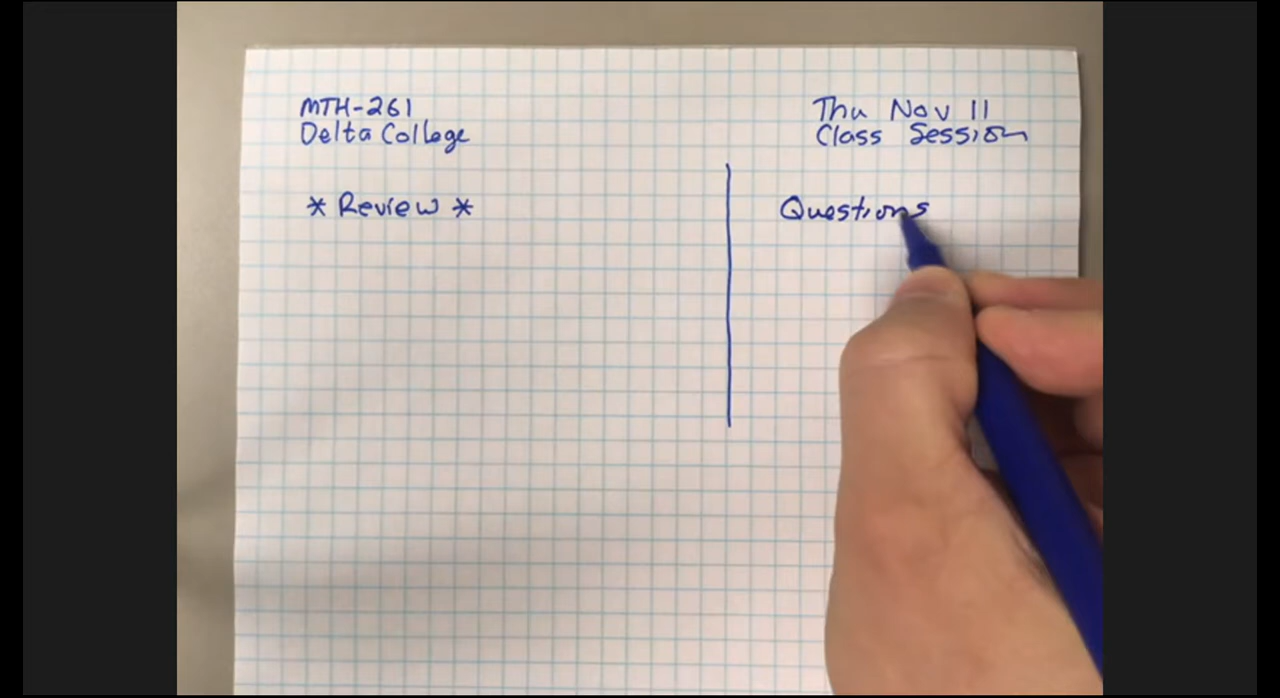 MTH-261
Delta College
Thu Nov 11
Class Session
* Review *
Questions